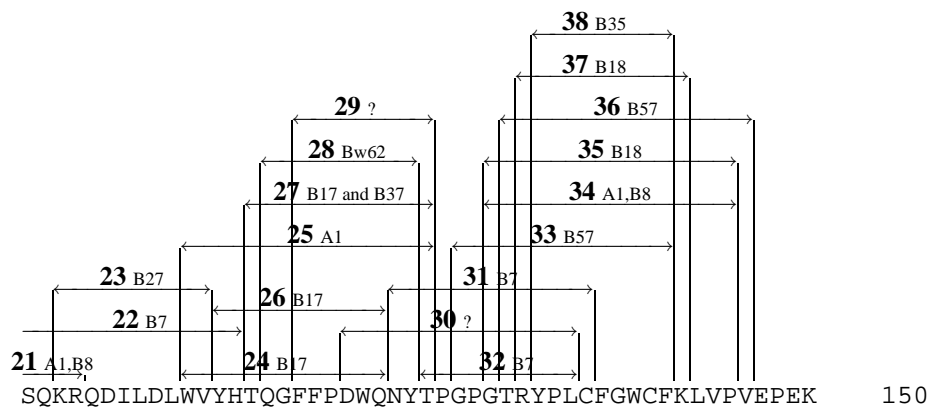 38 B35
37 B18
29 ?
36 B57
28 Bw62
35 B18
27 B17 and B37
34 A1,B8
25 A1
33 B57
23 B27
31 B7
26 B17
22 B7
30 ?
21 A1,B8
24 B17
32 B7
SQKRQDILDLWVYHTQGFFPDWQNYTPGPGTRYPLCFGWCFKLVPVEPEK 150